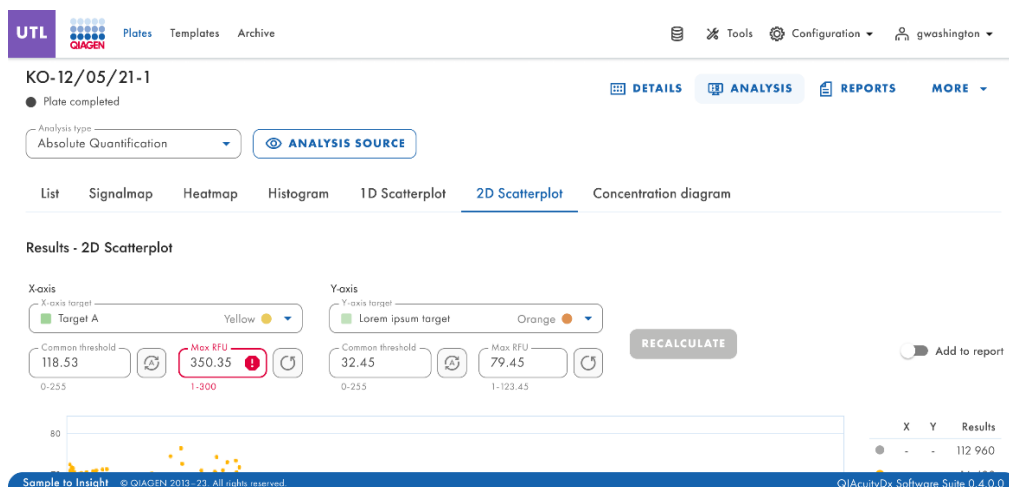 UTL QIAGEN Plates Templates Archive Tools Configuration gwashington
KO-12/05/21-1
Plate completed
DETAILS ANALYSIS REPORTS MORE
Analysis type
Absolute Quantification
ANALYSIS SOURCE
List Signalmap Heatmap Histogram 1D Scatterplot 2D Scatterplot Concentration diagram
Results - 2D Scatterplot
X-axis Y-axis
X-axis target Y-axis target
Target A Yellow Lorem ipsum target Orange
RECALCULATE
Common threshold Max RFU Common threshold Max RFU
118.53 A 350.35 ! 32.45 A 79.45
Add to report
0-255 1-300 0-255 1-123.45
X Y Results
80
- - 112 960
Sample to Insight © QIAGEN 2013-23. All rights reserved. QIAcuityDx Software Suite 0.4.0.0